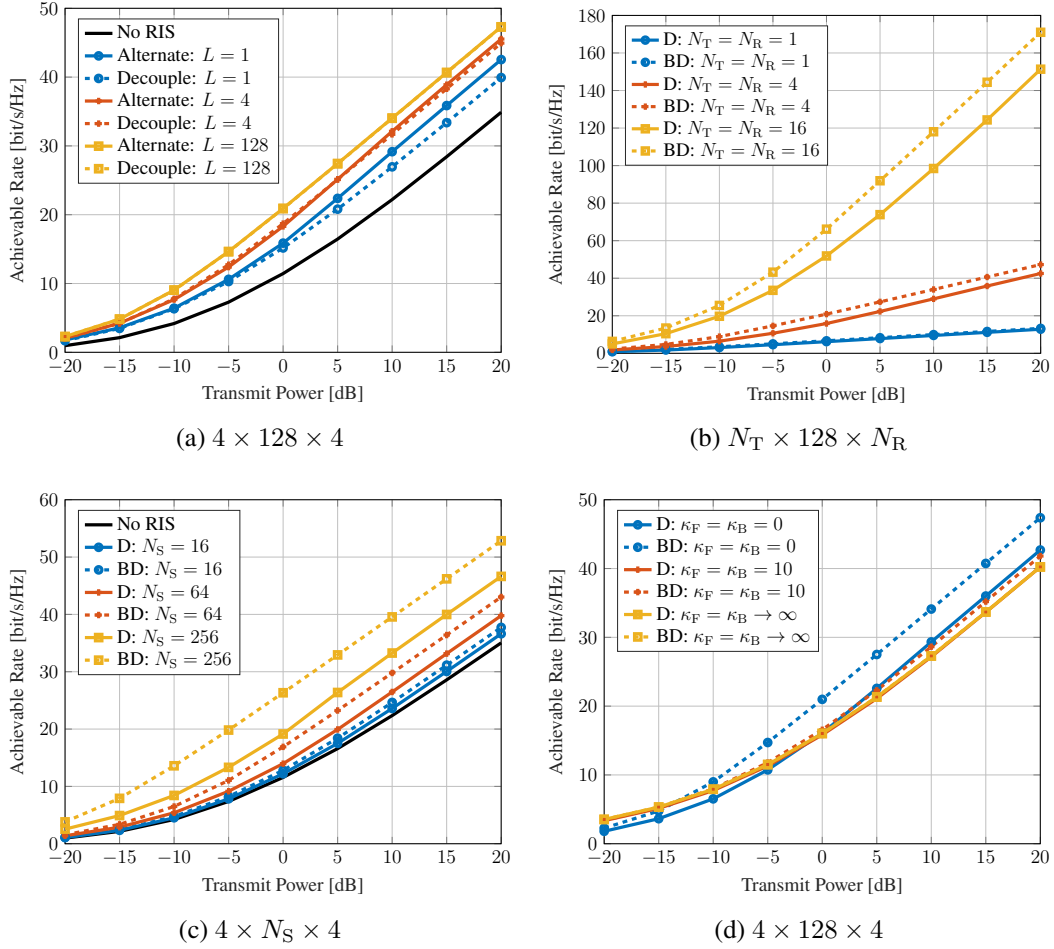 50
40
30
20
10
0
Achievable Rate [bit/s/Hz]
No RIS
Alternate: L = 1
Decouple: L = 1
Alternate: L = 4
Decouple: L = 4
Alternate: L = 128
Decouple: L = 128
−20 −15 −10 −5 0 5 10 15 20
Transmit Power [dB]
(a) 4 × 128 × 4
180
160
140
120
100
80
60
40
20
0
Achievable Rate [bit/s/Hz]
D: N_T = N_R = 1
BD: N_T = N_R = 1
D: N_T = N_R = 4
BD: N_T = N_R = 4
D: N_T = N_R = 16
BD: N_T = N_R = 16
−20 −15 −10 −5 0 5 10 15 20
Transmit Power [dB]
(b) N_T × 128 × N_R
60
50
40
30
20
10
0
Achievable Rate [bit/s/Hz]
No RIS
D: N_S = 16
BD: N_S = 16
D: N_S = 64
BD: N_S = 64
D: N_S = 256
BD: N_S = 256
−20 −15 −10 −5 0 5 10 15 20
Transmit Power [dB]
(c) 4 × N_S × 4
50
40
30
20
10
0
Achievable Rate [bit/s/Hz]
D: κ_F = κ_B = 0
BD: κ_F = κ_B = 0
D: κ_F = κ_B = 10
BD: κ_F = κ_B = 10
D: κ_F = κ_B → ∞
BD: κ_F = κ_B → ∞
−20 −15 −10 −5 0 5 10 15 20
Transmit Power [dB]
(d) 4 × 128 × 4